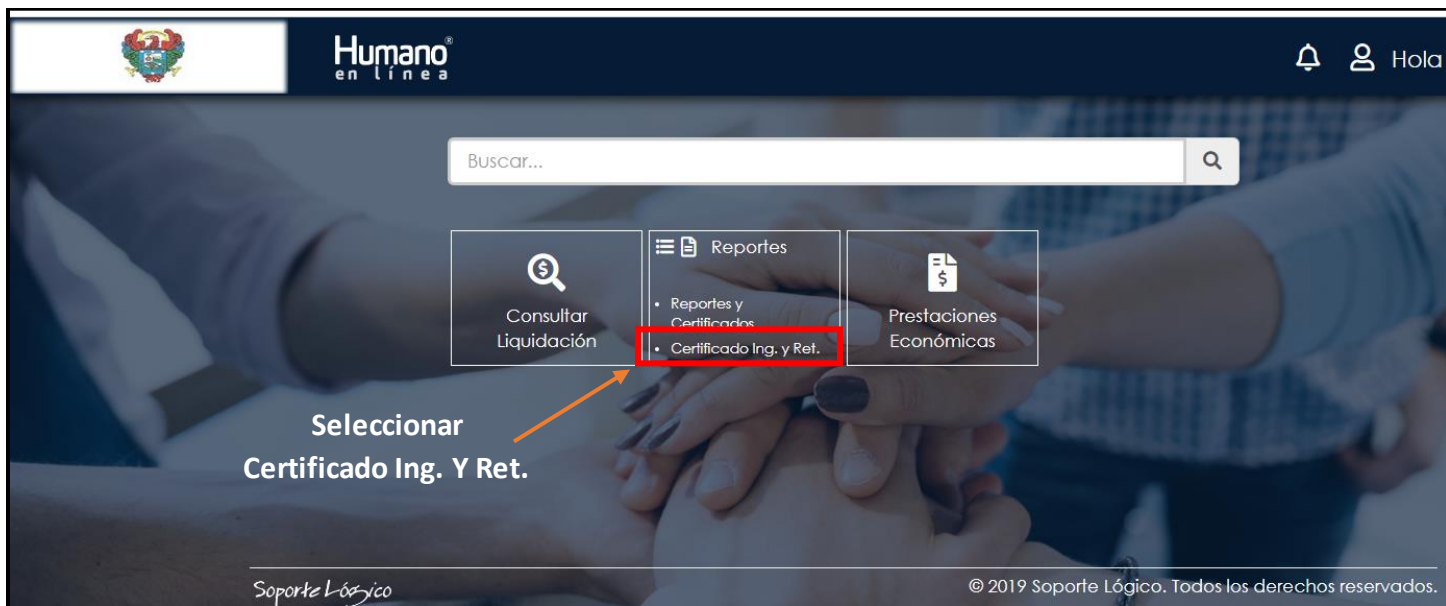 Humano®
en línea
Hola
Buscar...
Consultar
Liquidación
Reportes
• Reportes y
Certificados
• Certificado Ing. y Ret.
Prestaciones
Económicas
Seleccionar
Certificado Ing. Y Ret.
Soporte Lógico
© 2019 Soporte Lógico. Todos los derechos reservados.